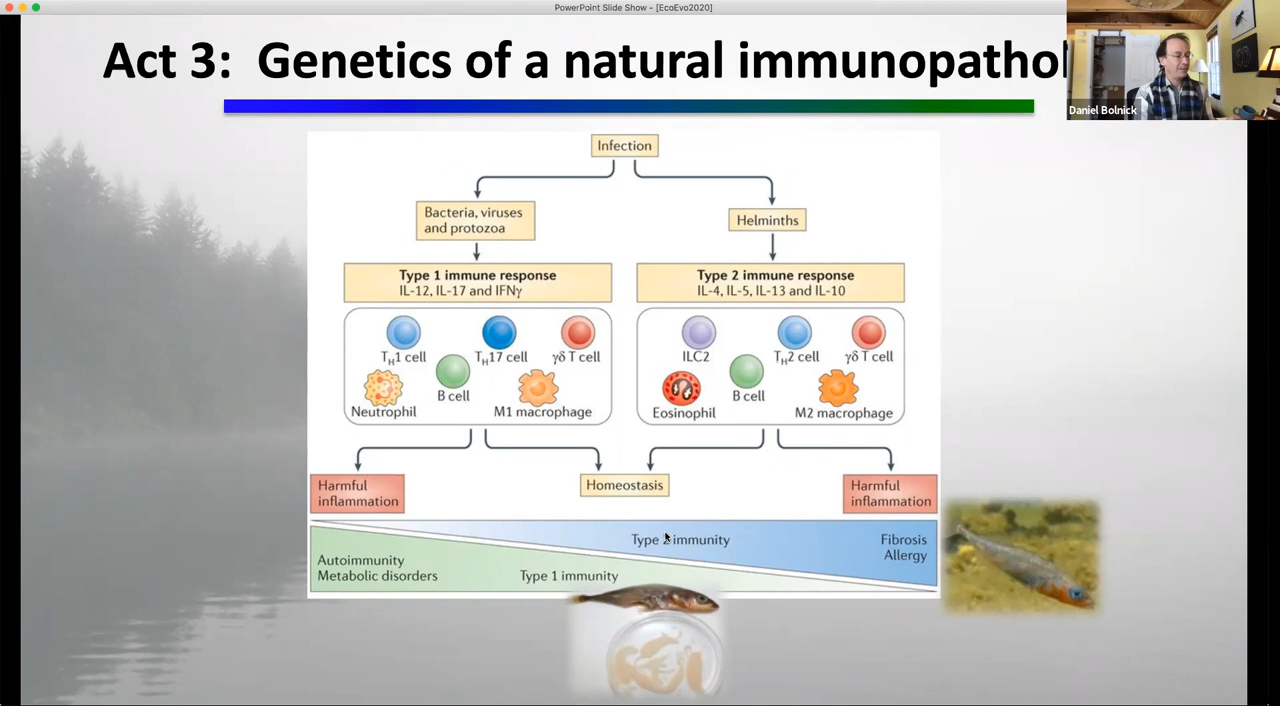 PowerPoint Slide Show - [EcoEvo2020]
Act 3: Genetics of a natural immunopathol
Daniel Bolnick
Infection
Bacteria, viruses
and protozoa
Helminths
Type 1 immune response
IL-12, IL-17 and IFNγ
Type 2 immune response
IL-4, IL-5, IL-13 and IL-10
TH1 cell
TH17 cell
γδ T cell
Neutrophil
B cell
M1 macrophage
ILC2
TH2 cell
γδ T cell
Eosinophil
B cell
M2 macrophage
Harmful
inflammation
Homeostasis
Harmful
inflammation
Type 2 immunity
Fibrosis
Allergy
Autoimmunity
Metabolic disorders
Type 1 immunity